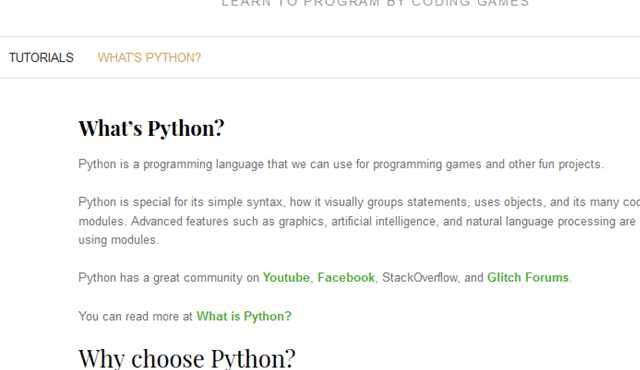 LEARN TO PROGRAM BY CODING GAMES
TUTORIALS WHAT'S PYTHON?
What's Python?
Python is a programming language that we can use for programming games and other fun projects.
Python is special for its simple syntax, how it visually groups statements, uses objects, and its many
modules. Advanced features such as graphics, artificial intelligence, and natural language processing are
using modules.
Python has a great community on Youtube, Facebook, StackOverflow, and Glitch Forums.
You can read more at What is Python?
Why choose Python?